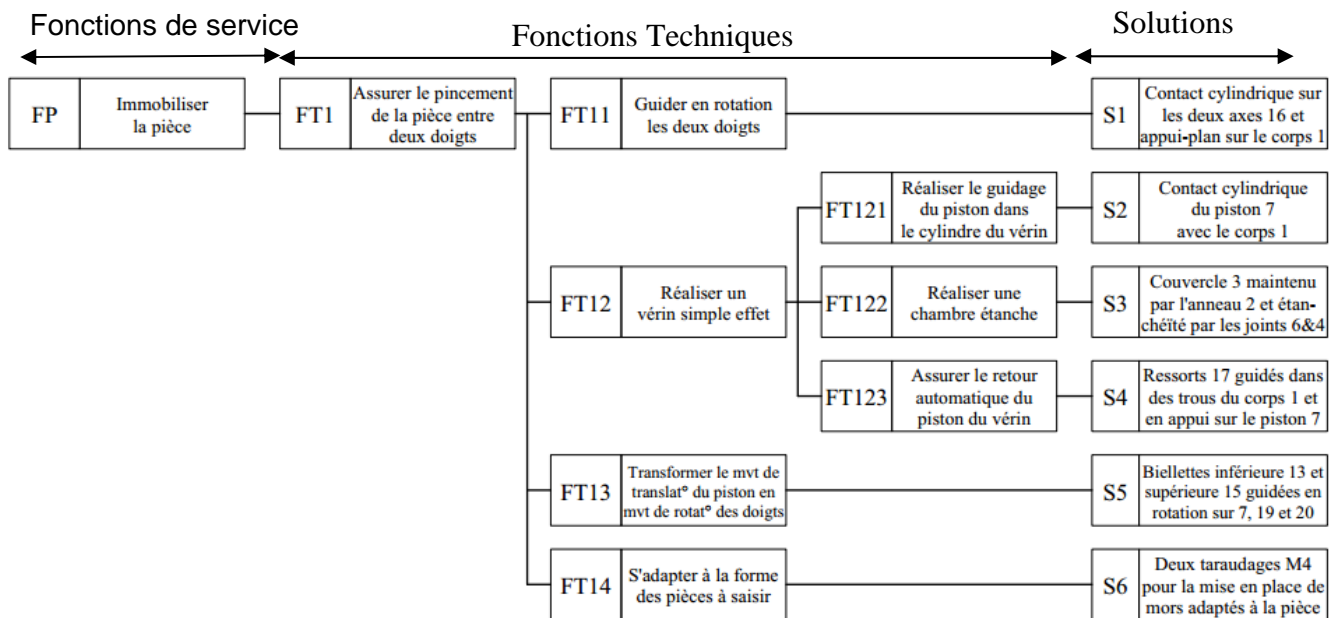 Fonctions de service
Fonctions Techniques
Solutions
FP
Immobiliser
la pièce
FT1
Assurer le pincement
de la pièce entre
deux doigts
FT11
Guider en rotation
les deux doigts
S1
Contact cylindrique sur
les deux axes 16 et
appui-plan sur le corps 1
FT121
Réaliser le guidage
du piston dans
le cylindre du vérin
S2
Contact cylindrique
du piston 7
avec le corps 1
FT12
Réaliser un
vérin simple effet
FT122
Réaliser une
chambre étanche
S3
Couvercle 3 maintenu
par l'anneau 2 et étan-
chéïté par les joints 6&4
FT123
Assurer le retour
automatique du
piston du vérin
S4
Ressorts 17 guidés dans
des trous du corps 1 et
en appui sur le piston 7
FT13
Transformer le mvt de
translat° du piston en
mvt de rotat° des doigts
S5
Biellettes inférieure 13 et
supérieure 15 guidées en
rotation sur 7, 19 et 20
FT14
S'adapter à la forme
des pièces à saisir
S6
Deux taraudages M4
pour la mise en place de
mors adaptés à la pièce